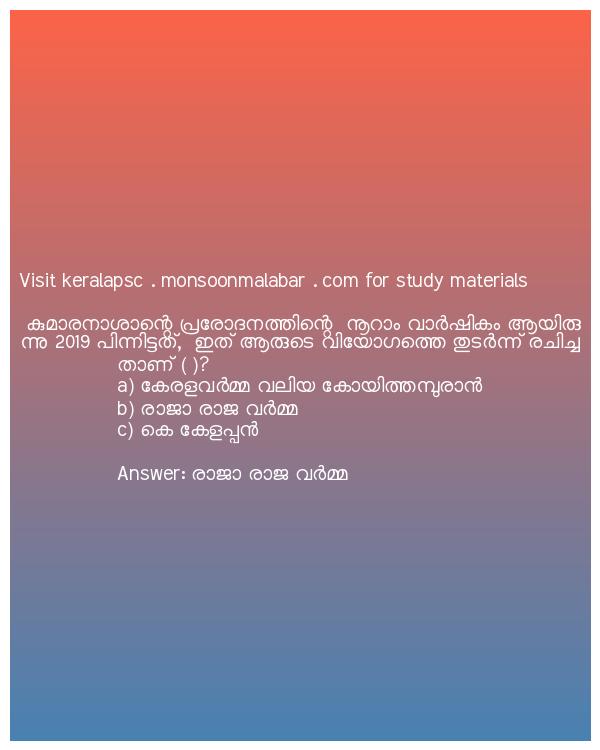 Visit keralapsc . monsoonmalabar . com for study materials
കുമാരനാശാന്റെ പ്രരോദനത്തിന്റെ നൂറാം വാർഷികം ആയിരു
ന്നു 2019 പിന്നിട്ടത്, ഇത് ആരുടെ വിയോഗത്തെ തുടർന്ന് രചിച്ച
താണ് ( )?
a) കേരളവർമ്മ വലിയ കോയിത്തമ്പുരാൻ
b) രാജാ രാജ വർമ്മ
c) കെ കേളപ്പൻ
Answer: രാജാ രാജ വർമ്മ